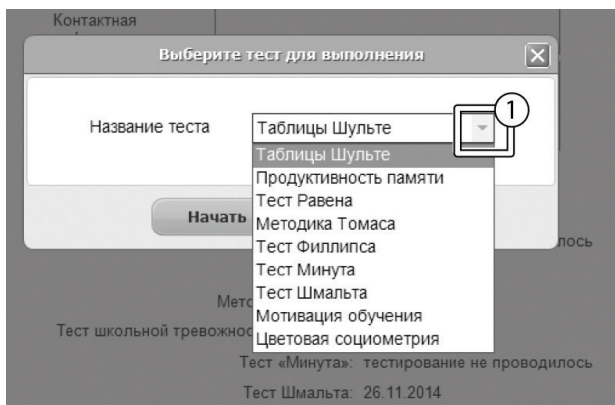 Контактная
Выберите тест для выполнения
1
Название теста
Таблицы Шульте
Таблицы Шульте
Продуктивность памяти
Тест Равена
Методика Томаса
Тест Филлипса
Тест Минута
Тест Шмальта
Мотивация обучения
Цветовая социометрия
Начать
лось
Мето
Тест школьной тревожнос
Тест «Минута»: тестирование не проводилось
Тест Шмальта: 26.11.2014